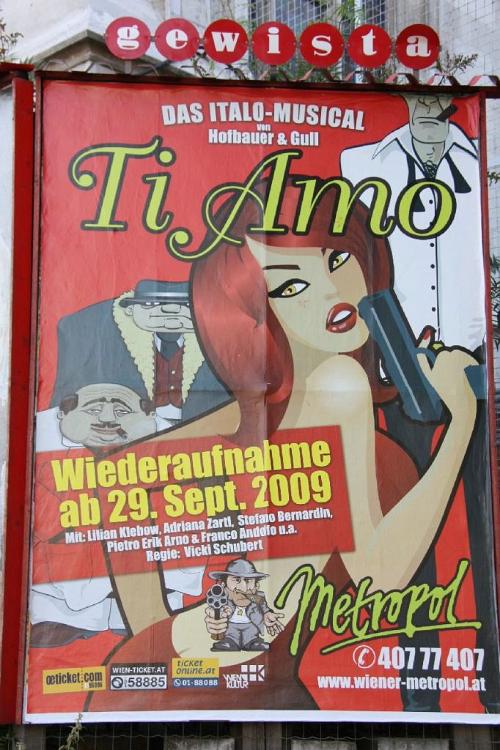 gewista
DAS ITALO-MUSICAL
von
Hofbauer & Gull
Ti Amo
Wiederaufnahme
ab 29. Sept. 2009
Mit: Lilian Klebow, Adriana Zartl, Stefano Bernardin,
Pietro Erik Arno & Franco Andolfo u.a.
Regie: Vicki Schubert
Metropol
407 77 407
www.wiener-metropol.at
oeticket.com
WIEN-TICKET.AT
58885
ticket
online.at
01-88088
WIEN
KULTUR